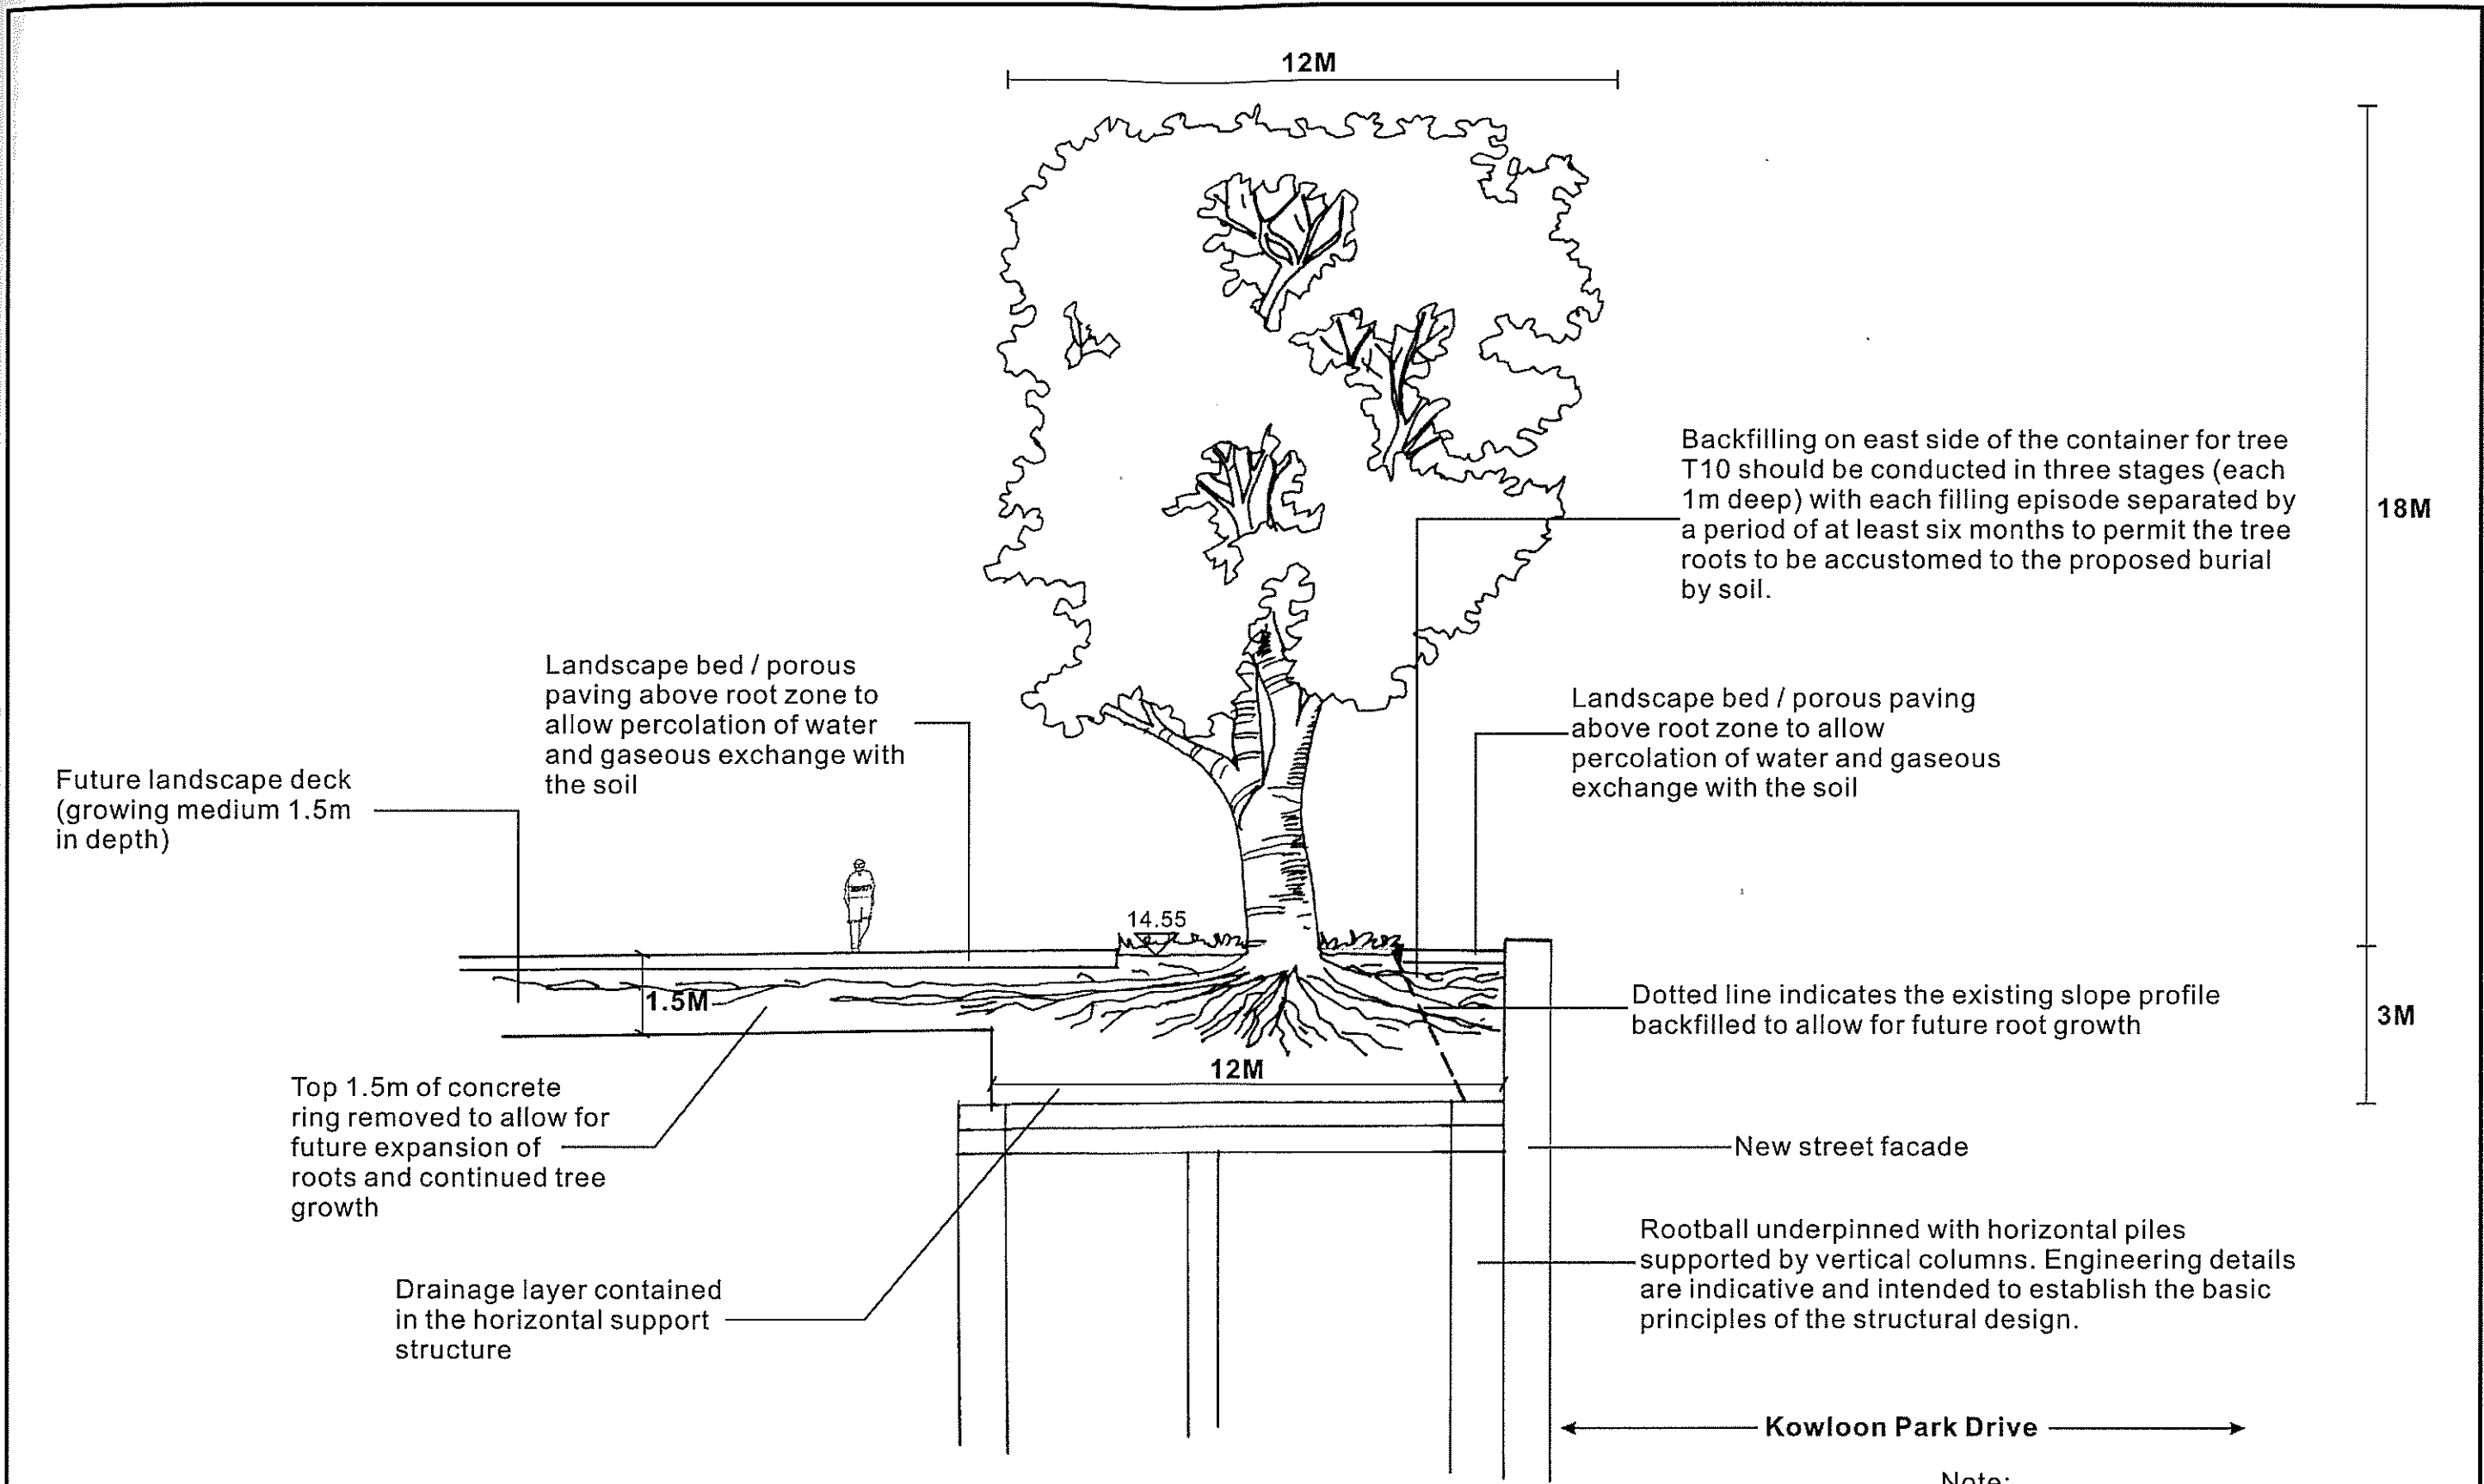 12M
Backfilling on east side of the container for tree
T10 should be conducted in three stages (each
1m deep) with each filling episode separated by
a period of at least six months to permit the tree
roots to be accustomed to the proposed burial
by soil.
18M
Landscape bed / porous
paving above root zone to
allow percolation of water
and gaseous exchange with
the soil
Landscape bed / porous paving
above root zone to allow
percolation of water and gaseous
exchange with the soil
Future landscape deck
(growing medium 1.5m
in depth)
14.55
1.5M
Dotted line indicates the existing slope profile
backfilled to allow for future root growth
3M
12M
Top 1.5m of concrete
ring removed to allow for
future expansion of
roots and continued tree
growth
New street facade
Rootball underpinned with horizontal piles
supported by vertical columns. Engineering details
are indicative and intended to establish the basic
principles of the structural design.
Drainage layer contained
in the horizontal support
structure
Kowloon Park Drive
Note: